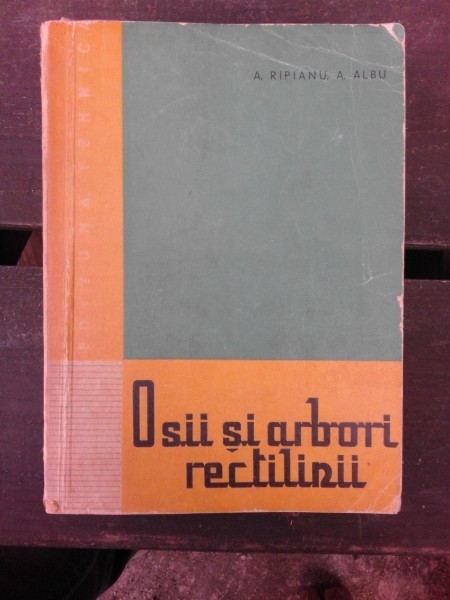 A. RIPIANU, A. ALBU
EDITURA TEHNICĂ
Osii și arbori
rectilinii